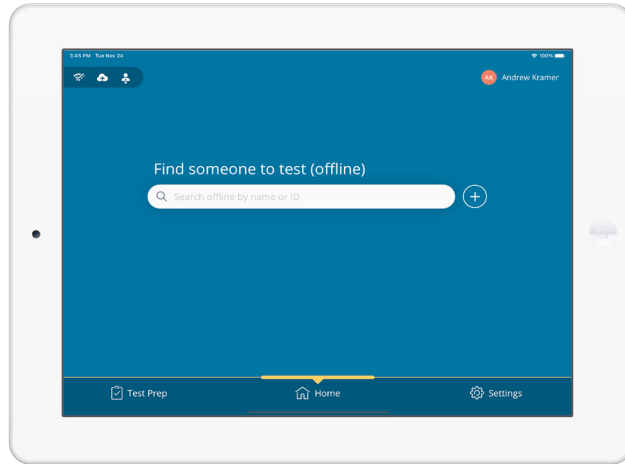 3:45 PM Tue Nov 24
100%
AK Andrew Kramer
Find someone to test (offline)
Search offline by name or ID
Test Prep
Home
Settings